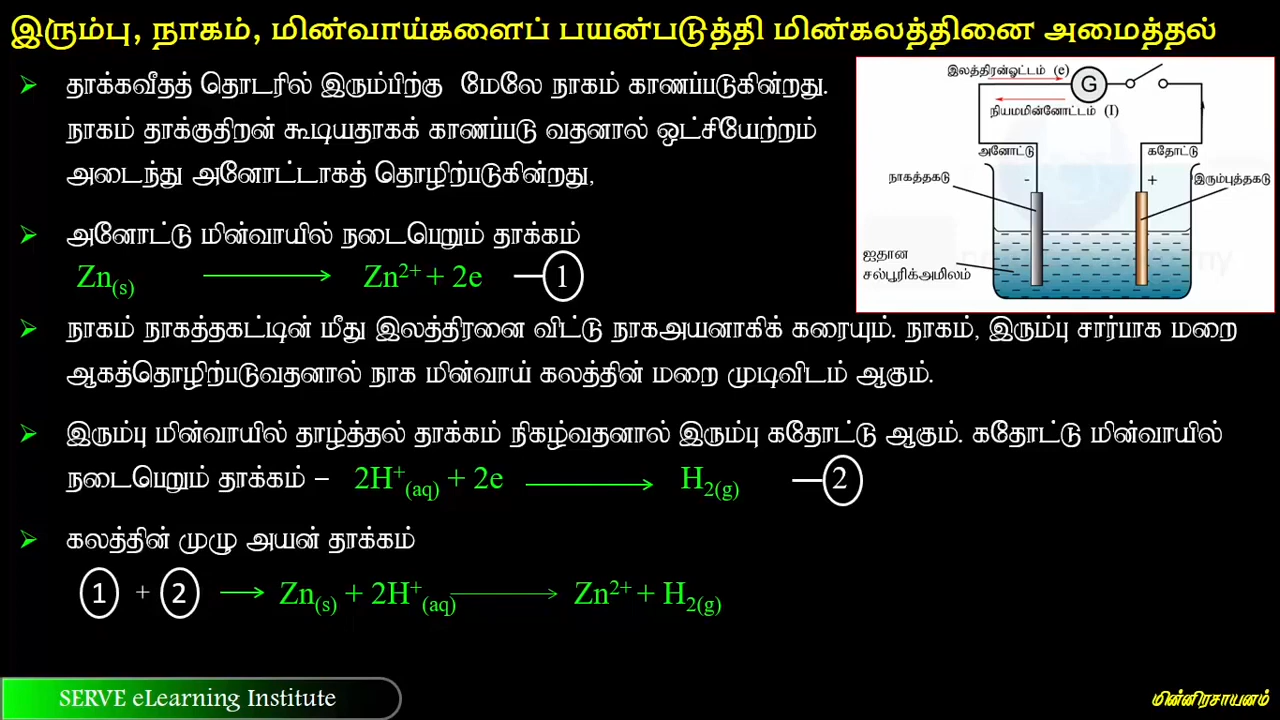 இரும்பு, நாகம், மின்வாய்களைப் பயன்படுத்தி மின்கலத்தினை அமைத்தல்
➢ தாக்கவீதத் தொடரில் இரும்பிற்கு மேலே நாகம் காணப்படுகின்றது.
நாகம் தாக்குதிறன் கூடியதாகக் காணப்படு வதனால் ஒட்சியேற்றம்
அடைந்து அனோட்டாகத் தொழிற்படுகின்றது,
இலத்திரன்ஓட்டம் (e)
G
நியமமின்னோட்டம் (I)
அனோட்டு
கதோட்டு
நாகத்தகடு
- +
இரும்புத்தகடு
ஐதான
சல்பூரிக்அமிலம்
➢ அனோட்டு மின்வாயில் நடைபெறும் தாக்கம்
Zn(s) ⟶ Zn²⁺ + 2e —①
➢ நாகம் நாகத்தகட்டின் மீது இலத்திரனை விட்டு நாகஅயனாகிக் கரையும். நாகம், இரும்பு சார்பாக மறை
ஆகத்தொழிற்படுவதனால் நாக மின்வாய் கலத்தின் மறை முடிவிடம் ஆகும்.
➢ இரும்பு மின்வாயில் தாழ்த்தல் தாக்கம் நிகழ்வதனால் இரும்பு கதோட்டு ஆகும். கதோட்டு மின்வாயில்
நடைபெறும் தாக்கம் – 2H⁺(aq) + 2e ⟶ H₂(g) —②
➢ கலத்தின் முழு அயன் தாக்கம்
① + ② ⟶ Zn(s) + 2H⁺(aq) ⟶ Zn²⁺ + H₂(g)
SERVE eLearning Institute
மின்னிரசாயனம்